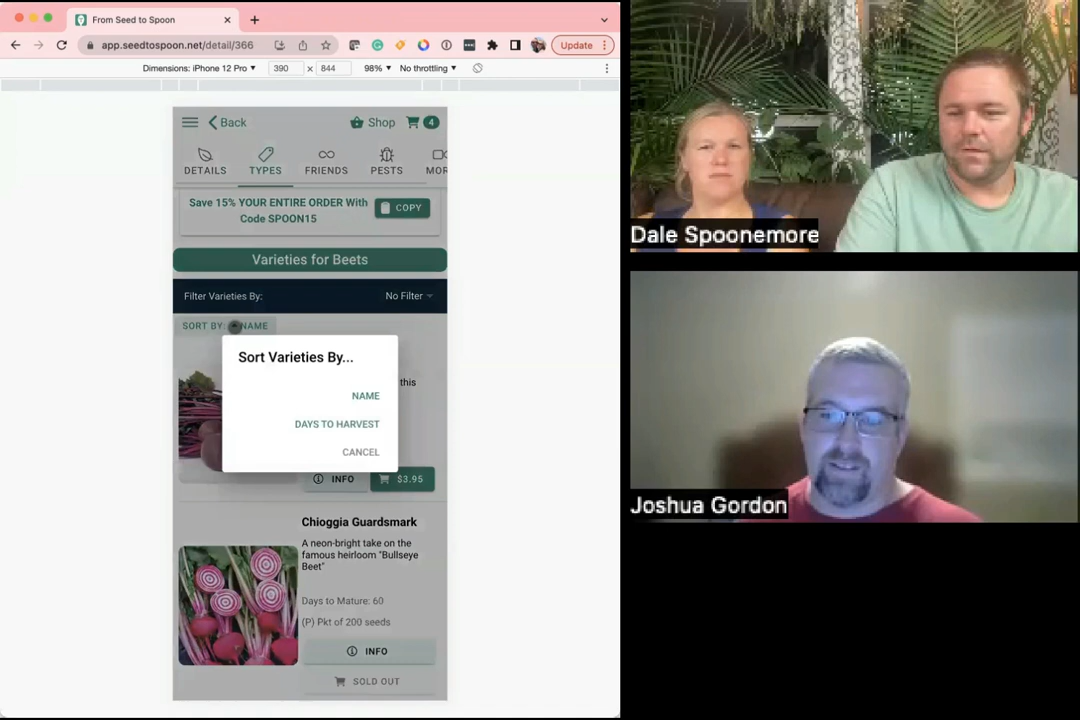 From Seed to Spoon
app.seedtospoon.net/detail/366
Update
Dimensions: iPhone 12 Pro
390 x 844
98%
No throttling
Back
Shop
4
DETAILS
TYPES
FRIENDS
PESTS
MOR
Save 15% YOUR ENTIRE ORDER With
Code SPOON15
COPY
Varieties for Beets
Filter Varieties By:
No Filter
SORT BY:
NAME
Sort Varieties By...
NAME
DAYS TO HARVEST
CANCEL
this
INFO
$3.95
Chioggia Guardsmark
A neon-bright take on the
famous heirloom "Bullseye
Beet"
Days to Mature: 60
(P) Pkt of 200 seeds
INFO
SOLD OUT
Dale Spoonemore
Joshua Gordon